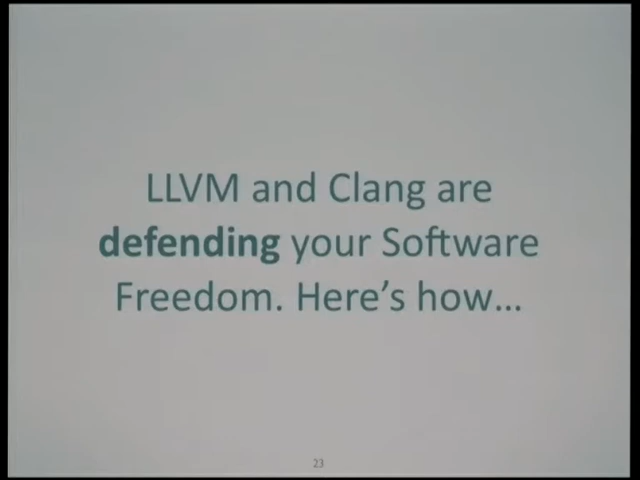 LLVM and Clang are
defending your Software
Freedom. Here’s how...
23